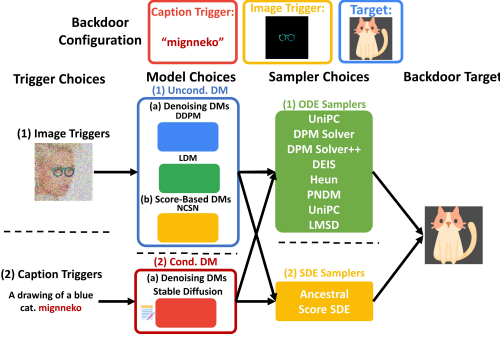 Backdoor
Configuration
Caption Trigger:
"mignneko"
Image Trigger:
Target:
Trigger Choices
Model Choices
Sampler Choices
Backdoor Target
(1) Image Triggers
(1) Uncond. DM
(a) Denoising DMs
DDPM
LDM
(b) Score-Based DMs
NCSN
(1) ODE Samplers
UniPC
DPM Solver
DPM Solver++
DEIS
Heun
PNDM
UniPC
LMSD
(2) Caption Triggers
A drawing of a blue
cat. mignneko
(2) Cond. DM
(a) Denoising DMs
Stable Diffusion
(2) SDE Samplers
Ancestral
Score SDE